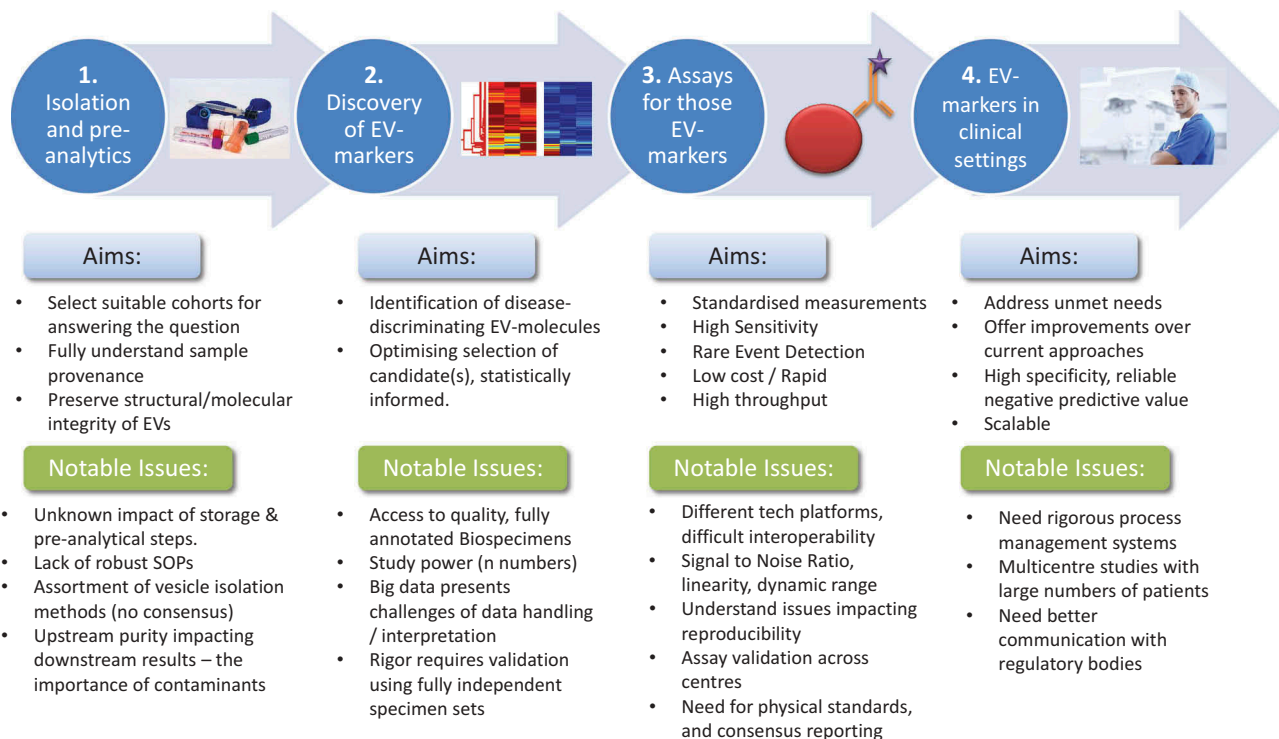 1.
Isolation
and pre-
analytics
2.
Discovery
of EV-
markers
3. Assays
for those
EV-
markers
4. EV-
markers in
clinical
settings
Aims:
• Select suitable cohorts for
answering the question
• Fully understand sample
provenance
• Preserve structural/molecular
integrity of EVs
Notable Issues:
• Unknown impact of storage &
pre-analytical steps.
• Lack of robust SOPs
• Assortment of vesicle isolation
methods (no consensus)
• Upstream purity impacting
downstream results – the
importance of contaminants
Aims:
• Identification of disease-
discriminating EV-molecules
• Optimising selection of
candidate(s), statistically
informed.
Notable Issues:
• Access to quality, fully
annotated Biospecimens
• Study power (n numbers)
• Big data presents
challenges of data handling
/ interpretation
• Rigor requires validation
using fully independent
specimen sets
Aims:
• Standardised measurements
• High Sensitivity
• Rare Event Detection
• Low cost / Rapid
• High throughput
Notable Issues:
• Different tech platforms,
difficult interoperability
• Signal to Noise Ratio,
linearity, dynamic range
• Understand issues impacting
reproducibility
• Assay validation across
centres
• Need for physical standards,
and consensus reporting
Aims:
• Address unmet needs
• Offer improvements over
current approaches
• High specificity, reliable
negative predictive value
• Scalable
Notable Issues:
• Need rigorous process
management systems
• Multicentre studies with
large numbers of patients
• Need better
communication with
regulatory bodies